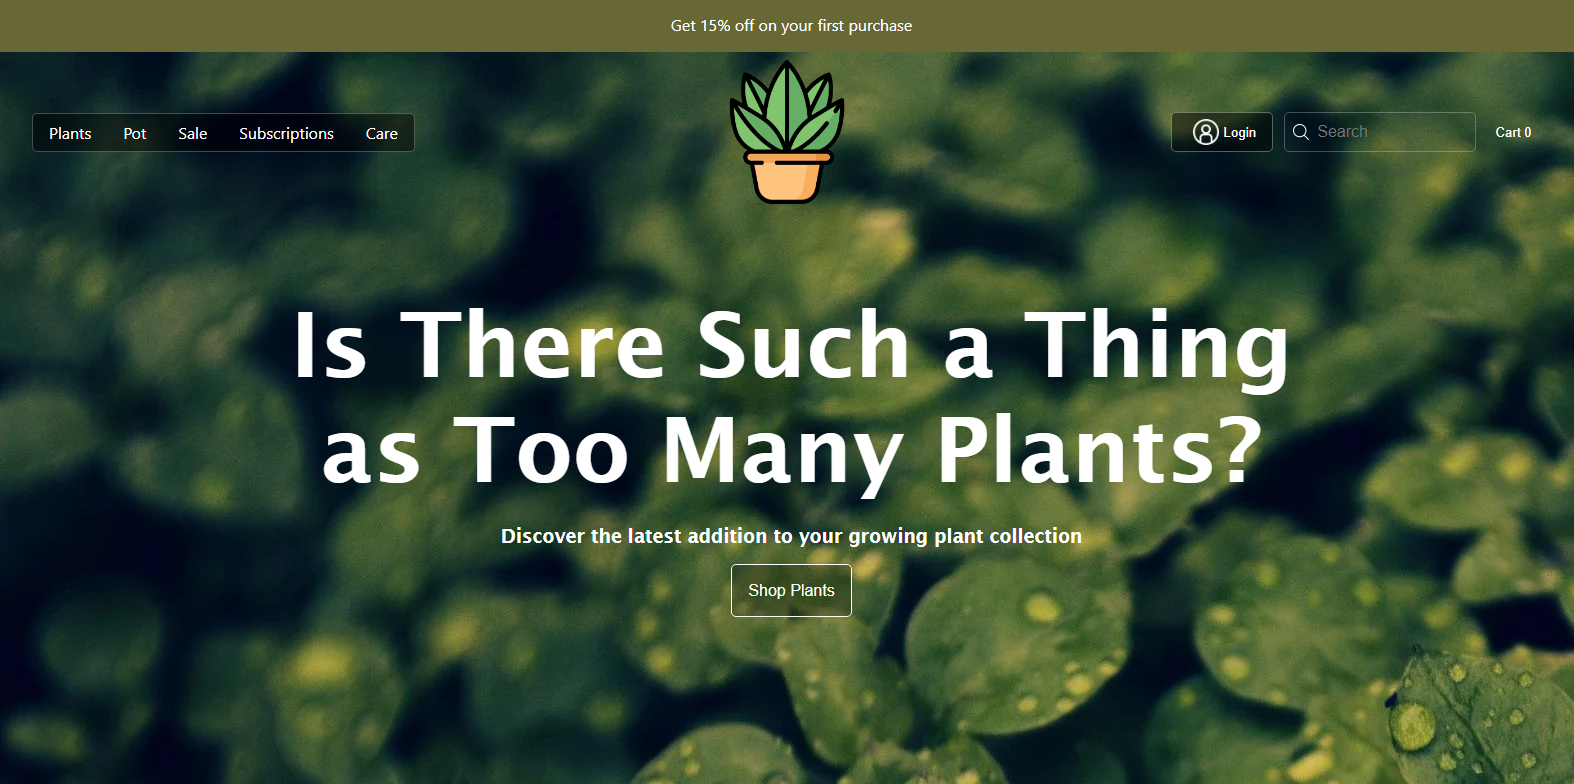 Get 15% off on your first purchase
Plants Pot Sale Subscriptions Care
Login Search Cart 0
Is There Such a Thing
as Too Many Plants?
Discover the latest addition to your growing plant collection
Shop Plants